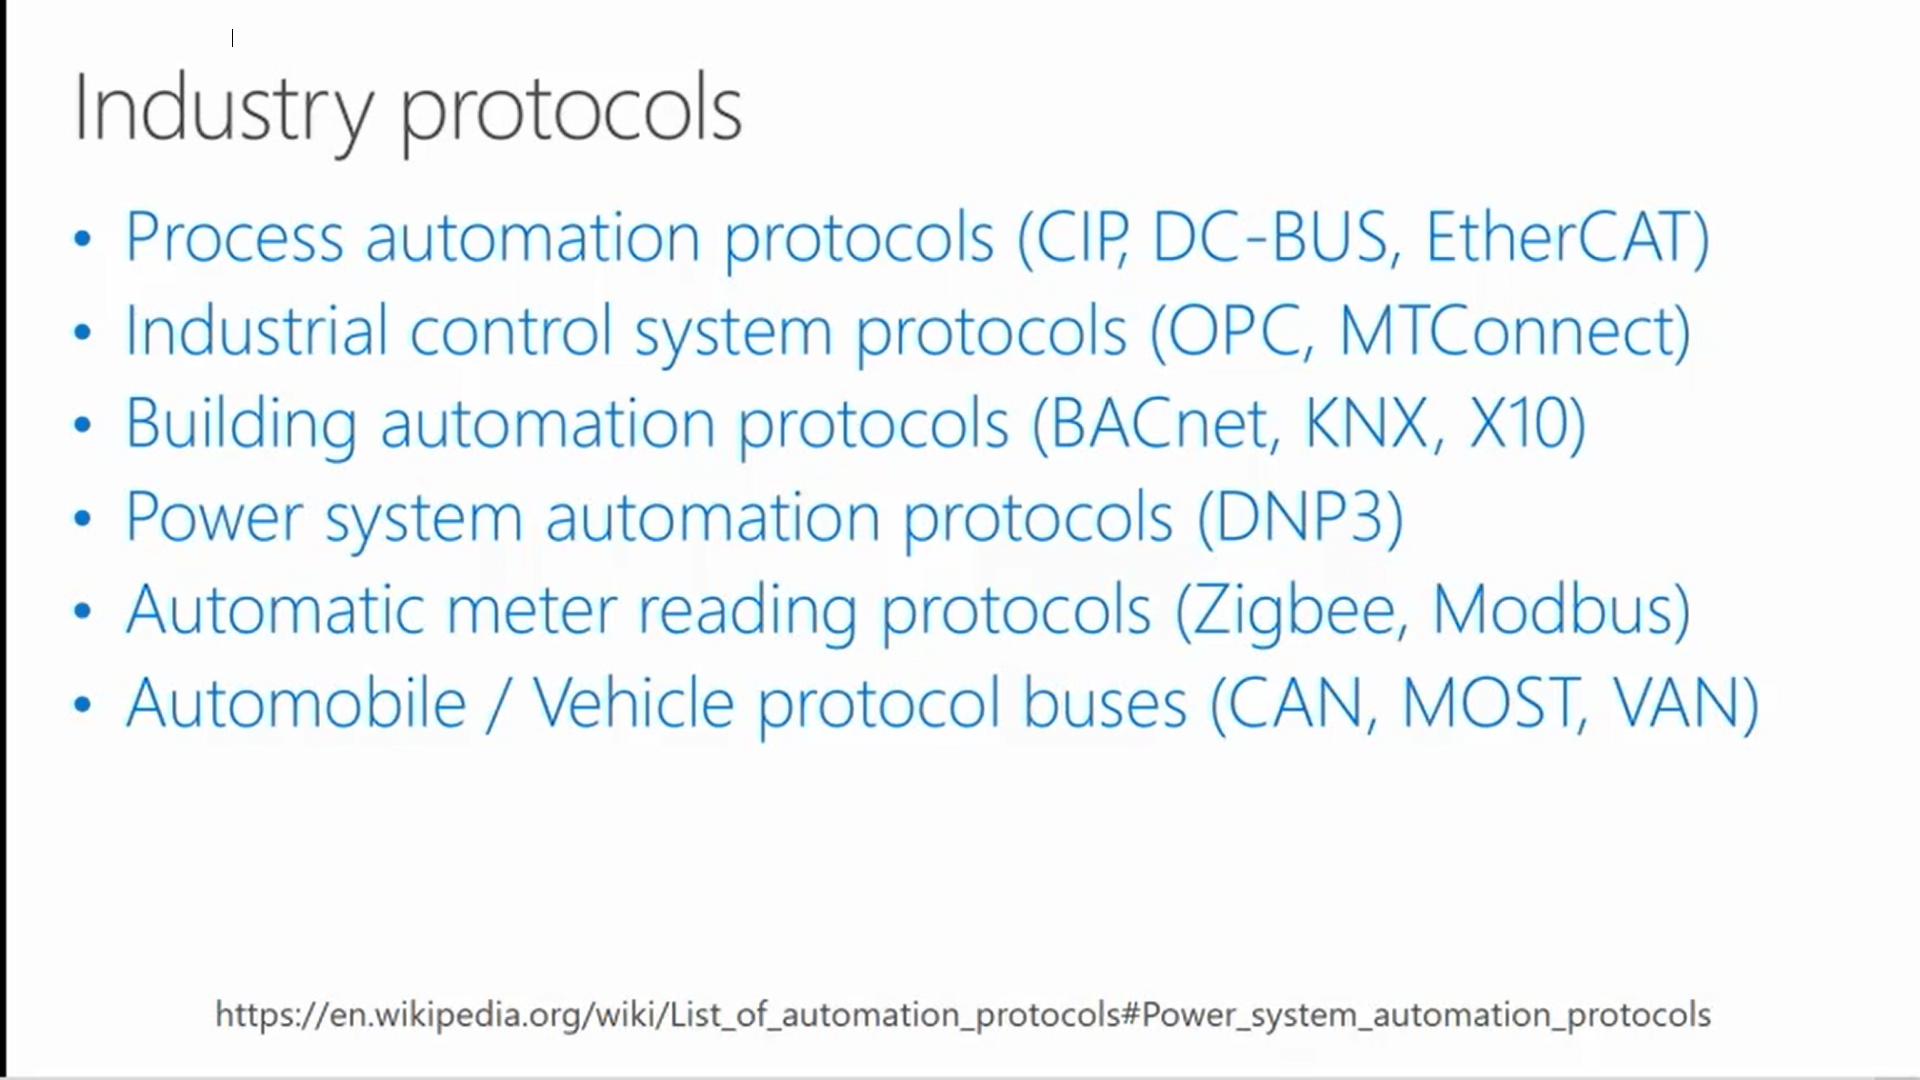 Industry protocols
• Process automation protocols (CIP, DC-BUS, EtherCAT)
• Industrial control system protocols (OPC, MTConnect)
• Building automation protocols (BACnet, KNX, X10)
• Power system automation protocols (DNP3)
• Automatic meter reading protocols (Zigbee, Modbus)
• Automobile / Vehicle protocol buses (CAN, MOST, VAN)
https://en.wikipedia.org/wiki/List_of_automation_protocols#Power_system_automation_protocols